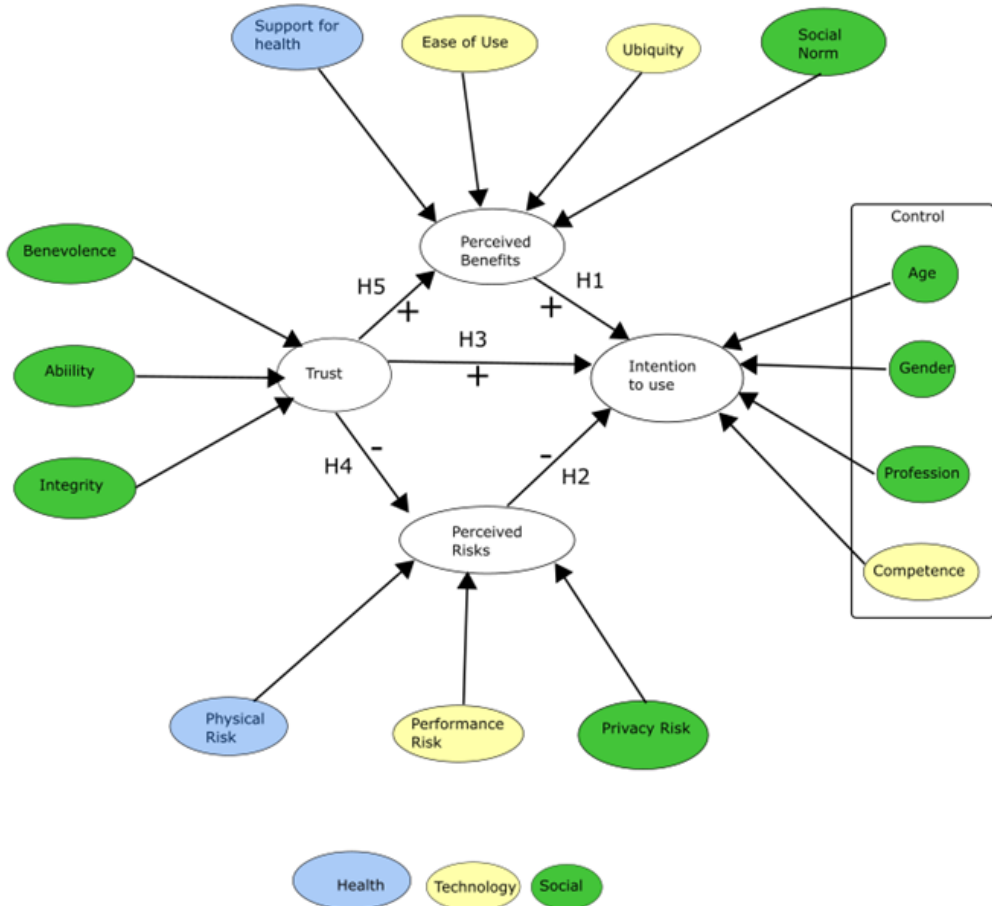 Support for
health
Ease of Use
Ubiquity
Social
Norm
Control
Benevolence
Perceived
Benefits
Age
H5
+
H1
+
H3
+
Abiility
Trust
Intention
to use
Gender
H4
-
-
H2
Integrity
Profession
Perceived
Risks
Competence
Physical
Risk
Performance
Risk
Privacy Risk
Health
Technology
Social